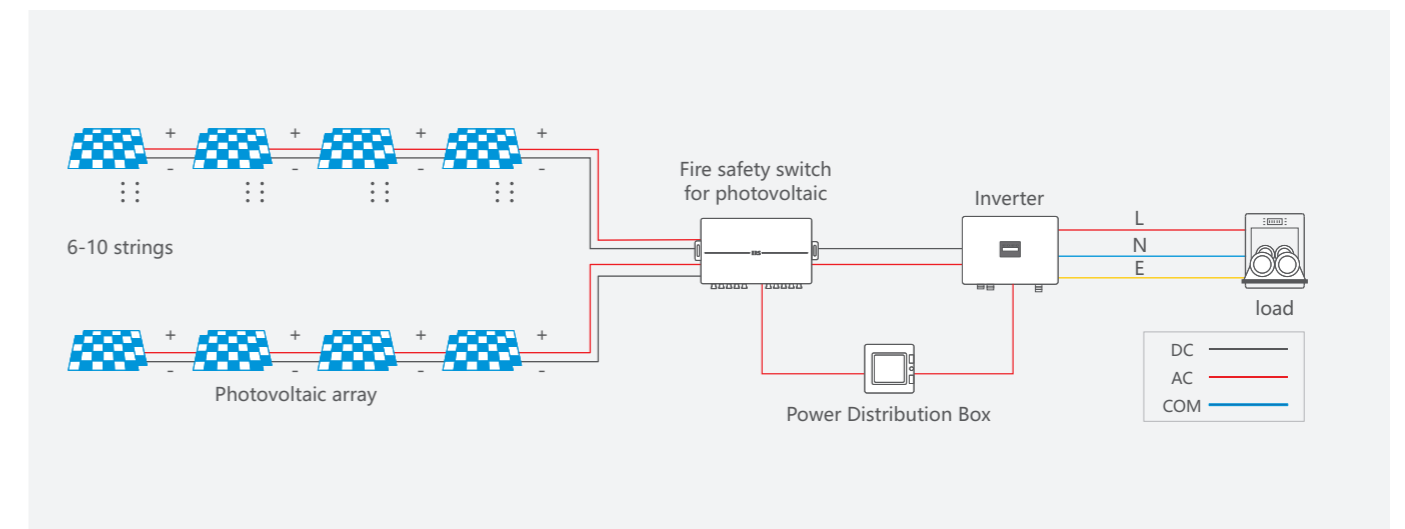 + + + +
- - - -
Fire safety switch
for photovoltaic
Inverter
L
N
E
6-10 strings
load
+ + + +
- - - -
Photovoltaic array
Power Distribution Box
DC
AC
COM